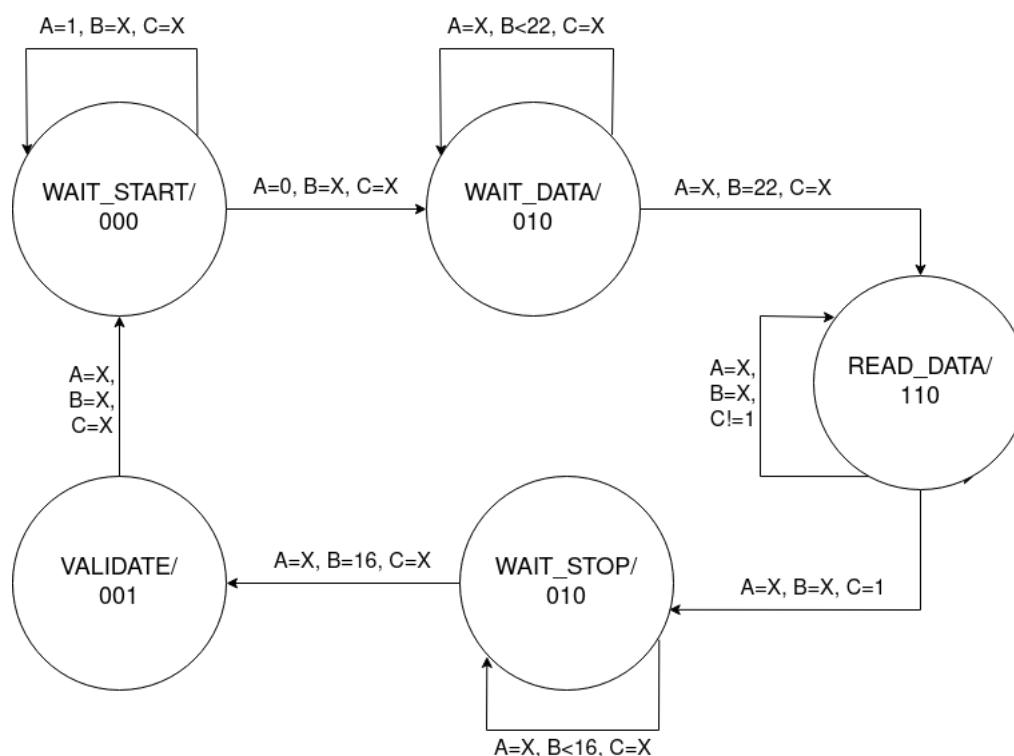 A=1, B=X, C=X
A=X, B<22, C=X
WAIT_START/
000
A=0, B=X, C=X
WAIT_DATA/
010
A=X, B=22, C=X
A=X,
B=X,
C!=1
READ_DATA/
110
A=X,
B=X,
C=X
VALIDATE/
001
A=X, B=16, C=X
WAIT_STOP/
010
A=X, B=X, C=1
A=X, B<16, C=X